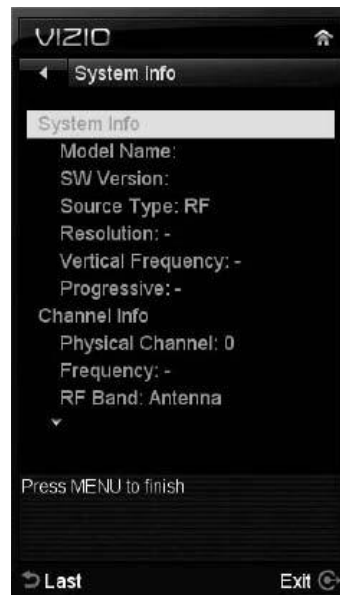 VIZIO
System Info
System Info
Model Name:
SW Version:
Source Type: RF
Resolution: -
Vertical Frequency: -
Progressive: -
Channel Info
Physical Channel: 0
Frequency: -
RF Band: Antenna
Press MENU to finish
Last Exit